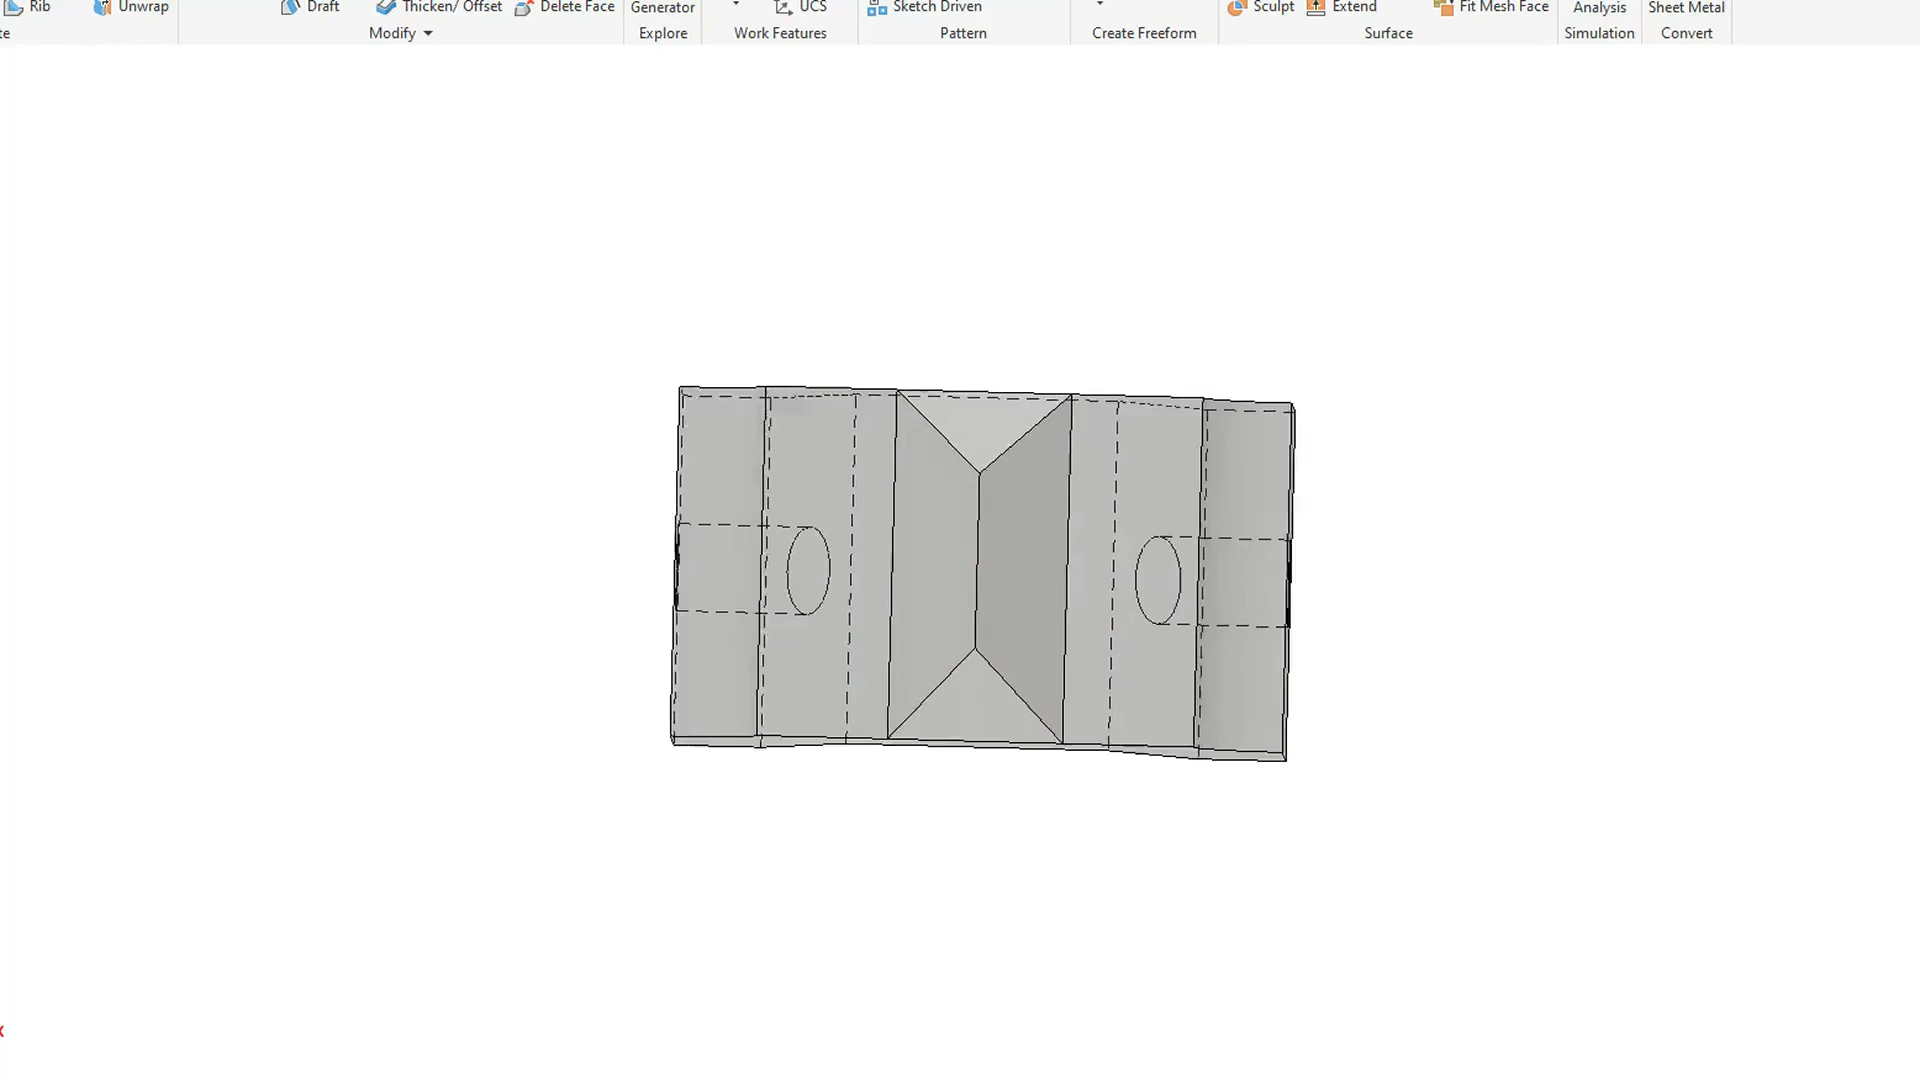 Rib Unwrap Draft Thicken/ Offset Delete Face Generator UCS Sketch Driven Sculpt Extend Fit Mesh Face Analysis Sheet Metal
te Modify Explore Work Features Pattern Create Freeform Surface Simulation Convert
x